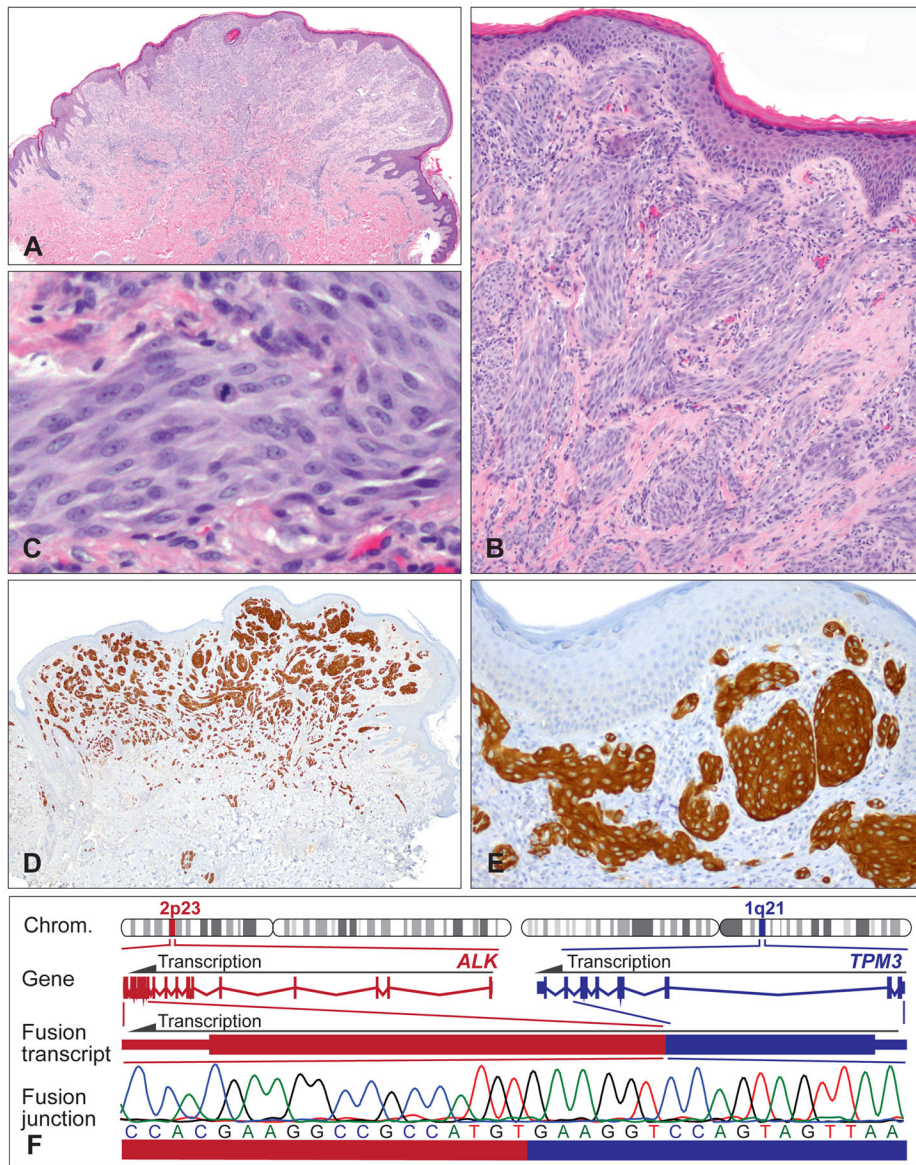 A
B
C
D
E
Chrom.
2p23
1q21
Gene
Transcription
ALK
Transcription
TPM3
Fusion
transcript
Transcription
Fusion
junction
C C A C G A A G G C C G C C A T G T G A A G G T C C A G T A G T T A A
F